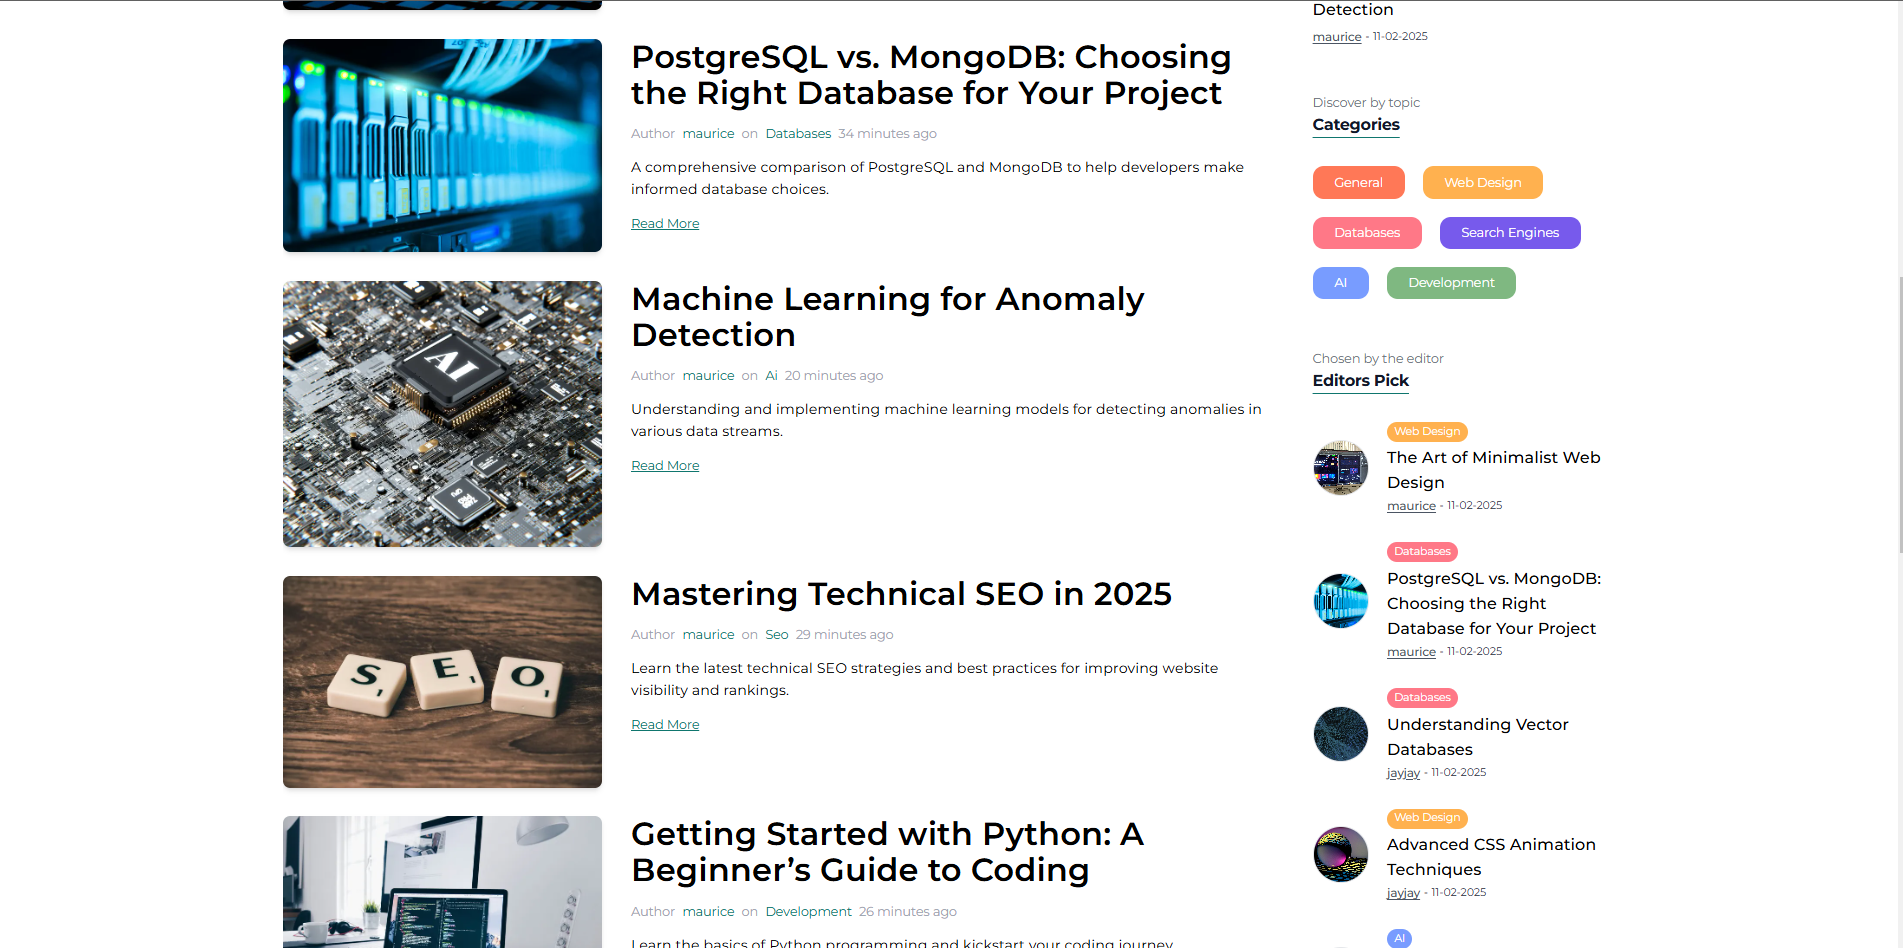 PostgreSQL vs. MongoDB: Choosing
the Right Database for Your Project
Author maurice on Databases 34 minutes ago
A comprehensive comparison of PostgreSQL and MongoDB to help developers make
informed database choices.
Read More
AI
Machine Learning for Anomaly
Detection
Author maurice on Ai 20 minutes ago
Understanding and implementing machine learning models for detecting anomalies in
various data streams.
Read More
S E O
1 1 1
Mastering Technical SEO in 2025
Author maurice on Seo 29 minutes ago
Learn the latest technical SEO strategies and best practices for improving website
visibility and rankings.
Read More
Getting Started with Python: A
Beginner’s Guide to Coding
Author maurice on Development 26 minutes ago
Learn the basics of Python programming and kickstart your coding journey
Detection
maurice - 11-02-2025
Discover by topic
Categories
General Web Design
Databases Search Engines
AI Development
Chosen by the editor
Editors Pick
Web Design
The Art of Minimalist Web
Design
maurice - 11-02-2025
Databases
PostgreSQL vs. MongoDB:
Choosing the Right
Database for Your Project
maurice - 11-02-2025
Databases
Understanding Vector
Databases
jayjay - 11-02-2025
Web Design
Advanced CSS Animation
Techniques
jayjay - 11-02-2025
AI